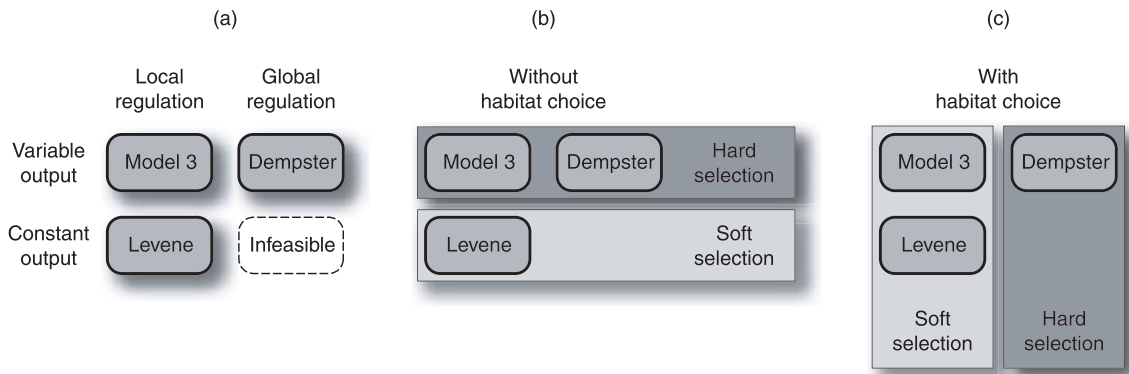 (a)
Local
regulation
Global
regulation
Variable
output
Model 3
Dempster
Constant
output
Levene
Infeasible
(b)
Without
habitat choice
Model 3
Dempster
Hard
selection
Levene
Soft
selection
(c)
With
habitat choice
Model 3
Dempster
Levene
Soft
selection
Hard
selection